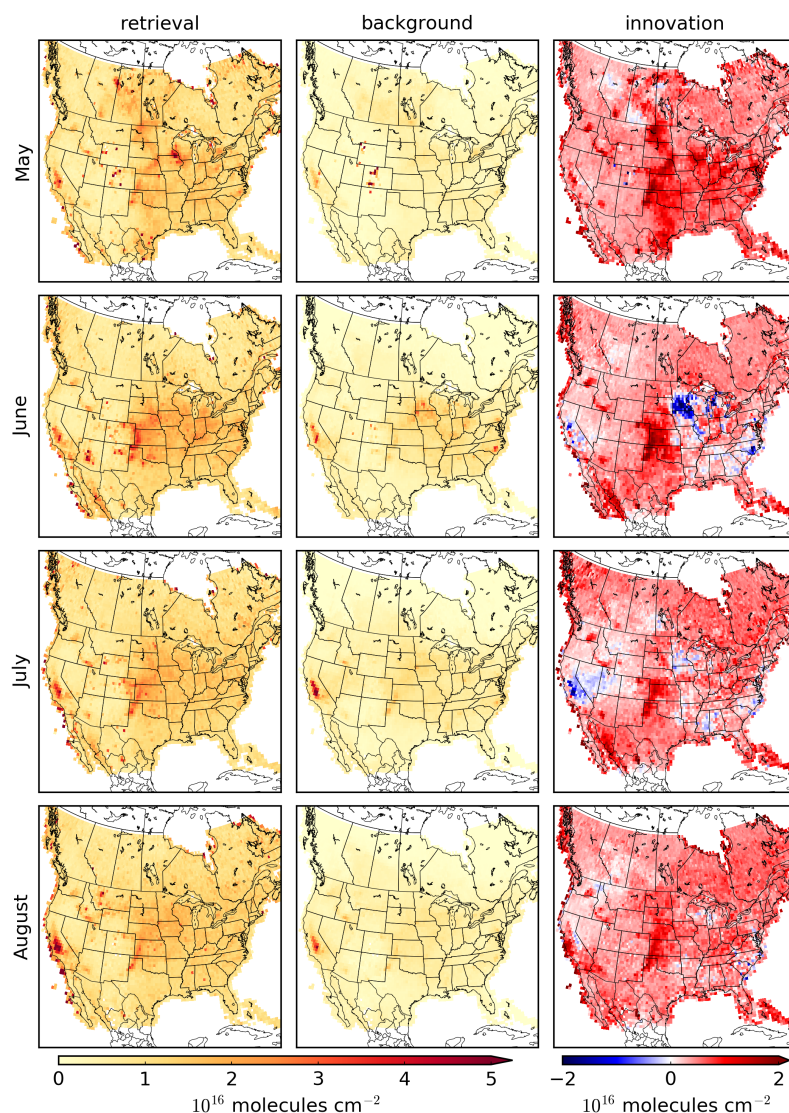 retrieval background innovation
May
June
July
August
0 1 2 3 4 5
10¹⁶ molecules cm⁻²
−2 0 2
10¹⁶ molecules cm⁻²